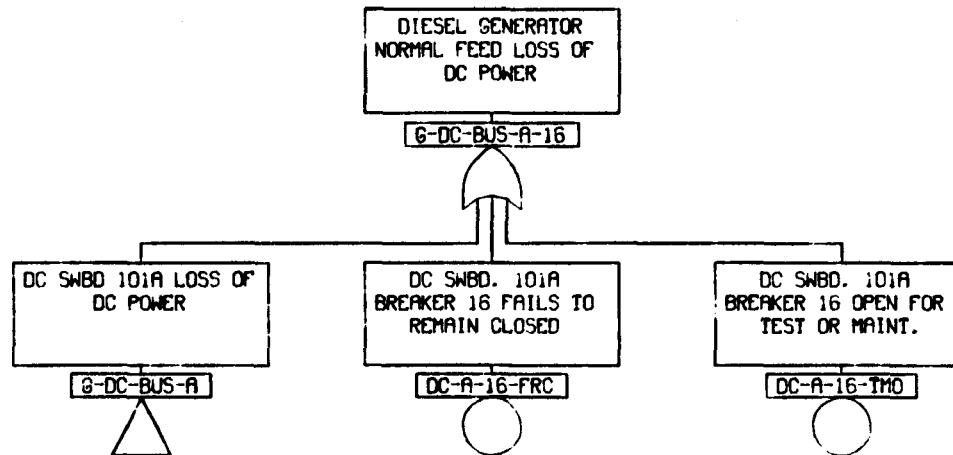 DIESEL GENERATOR
NORMAL FEED LOSS OF
DC POWER
G-DC-BUS-A-16
DC SWBD 101A LOSS OF
DC POWER
G-DC-BUS-A
DC SWBD. 101A
BREAKER 16 FAILS TO
REMAIN CLOSED
DC-A-16-FRC
DC SWBD. 101A
BREAKER 16 OPEN FOR
TEST OR MAINT.
DC-A-16-TMO